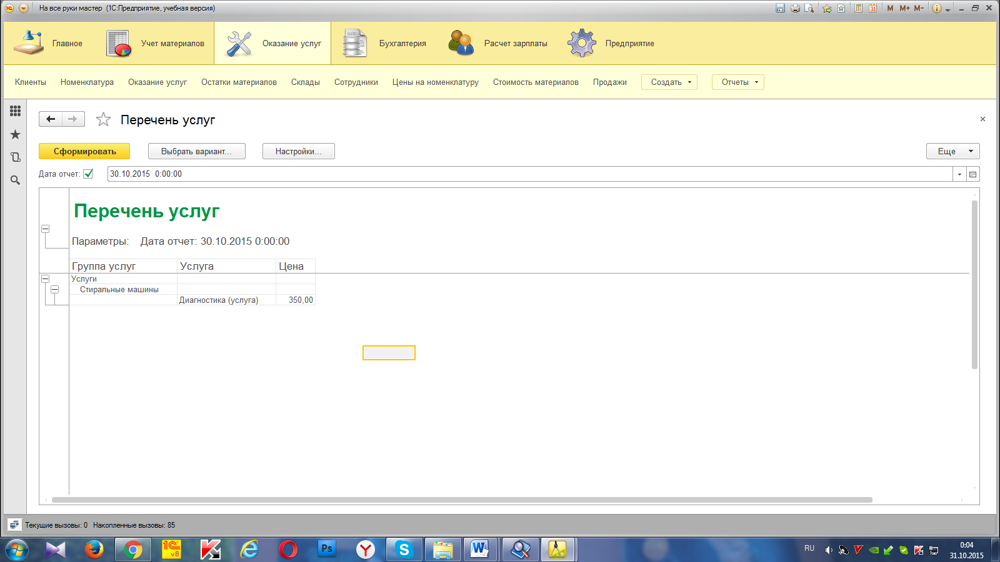 На все руки мастер (1С:Предприятие, учебная версия)
M M+ M-
Главное
Учет материалов
Оказание услуг
Бухгалтерия
Расчет зарплаты
Предприятие
Клиенты Номенклатура Оказание услуг Остатки материалов Склады Сотрудники Цены на номенклатуру Стоимость материалов Продажи Создать Отчеты
Перечень услуг
Сформировать Выбрать вариант... Настройки... Еще
Дата отчет: 30.10.2015 0:00:00
Перечень услуг
Параметры: Дата отчет: 30.10.2015 0:00:00
Группа услуг Услуга Цена
Услуги
Стиральные машины
Диагностика (услуга) 350,00
Текущие вызовы: 0 Накопленные вызовы: 85
RU
0:04
31.10.2015